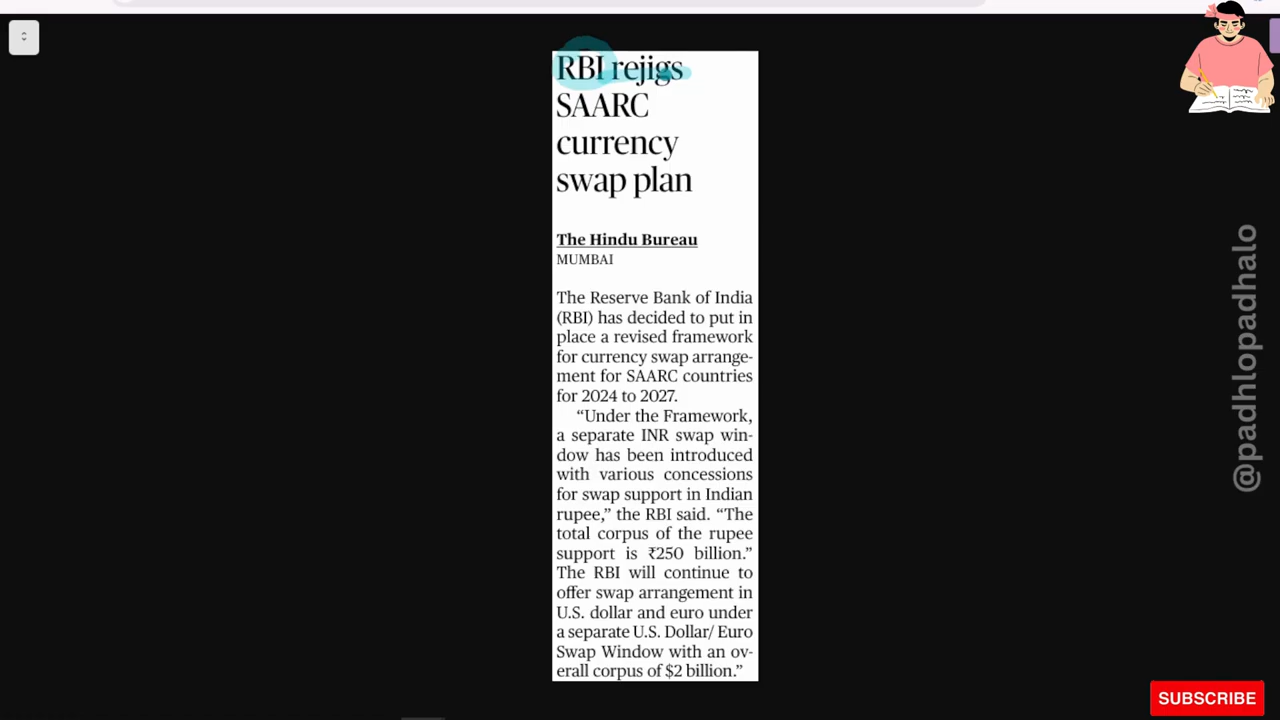 RBI rejigs
SAARC
currency
swap plan
The Hindu Bureau
MUMBAI
The Reserve Bank of India
(RBI) has decided to put in
place a revised framework
for currency swap arrange-
ment for SAARC countries
for 2024 to 2027.
“Under the Framework,
a separate INR swap win-
dow has been introduced
with various concessions
for swap support in Indian
rupee,” the RBI said. “The
total corpus of the rupee
support is ₹250 billion.”
The RBI will continue to
offer swap arrangement in
U.S. dollar and euro under
a separate U.S. Dollar/ Euro
Swap Window with an ov-
erall corpus of $2 billion.”
@padhlopadhalo
SUBSCRIBE